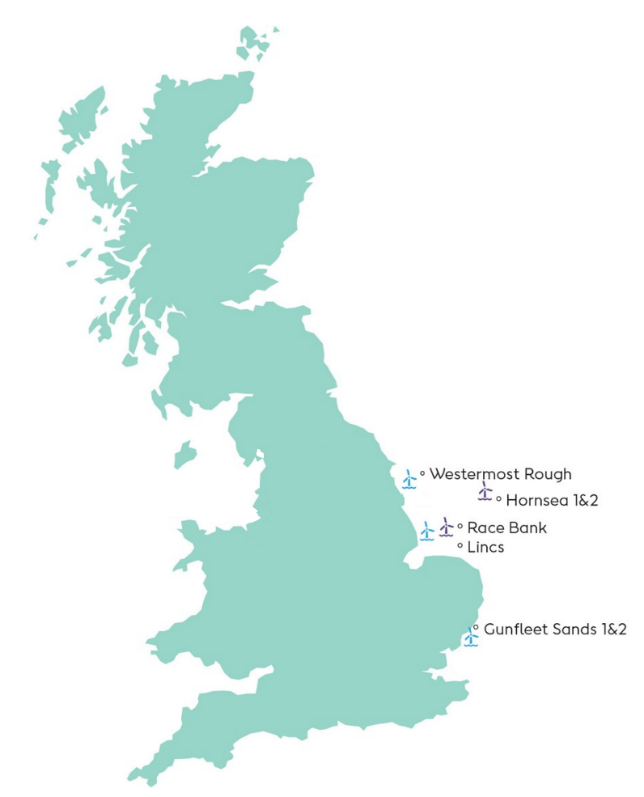 Westermost Rough
Hornsea 1&2
Race Bank
Lincs
Gunfleet Sands 1&2